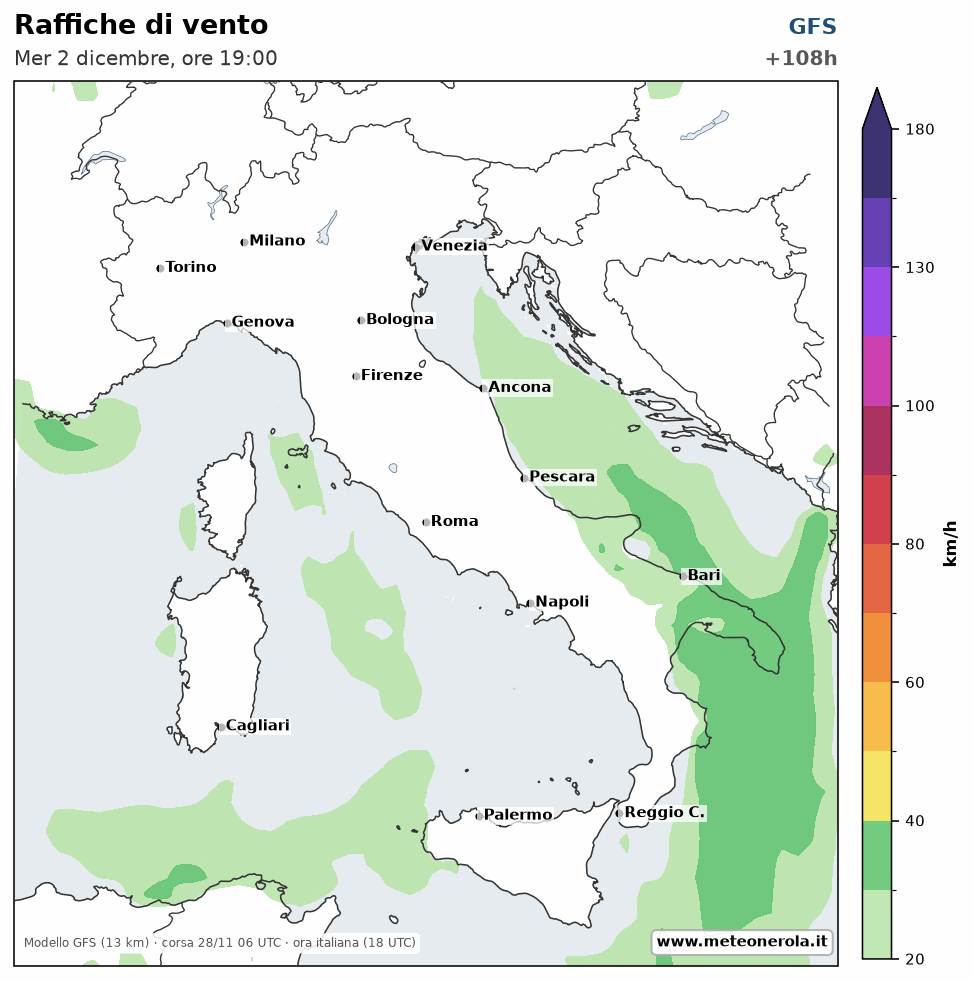 Raffiche di vento
GFS
Mer 2 dicembre, ore 19:00
+108h
Milano
Venezia
Torino
Genova
Bologna
Firenze
Ancona
Pescara
Roma
Bari
Napoli
Cagliari
Palermo
Reggio C.
180
130
100
80
60
40
20
km/h
Modello GFS (13 km) · corsa 28/11 06 UTC · ora italiana (18 UTC)
www.meteonerola.it